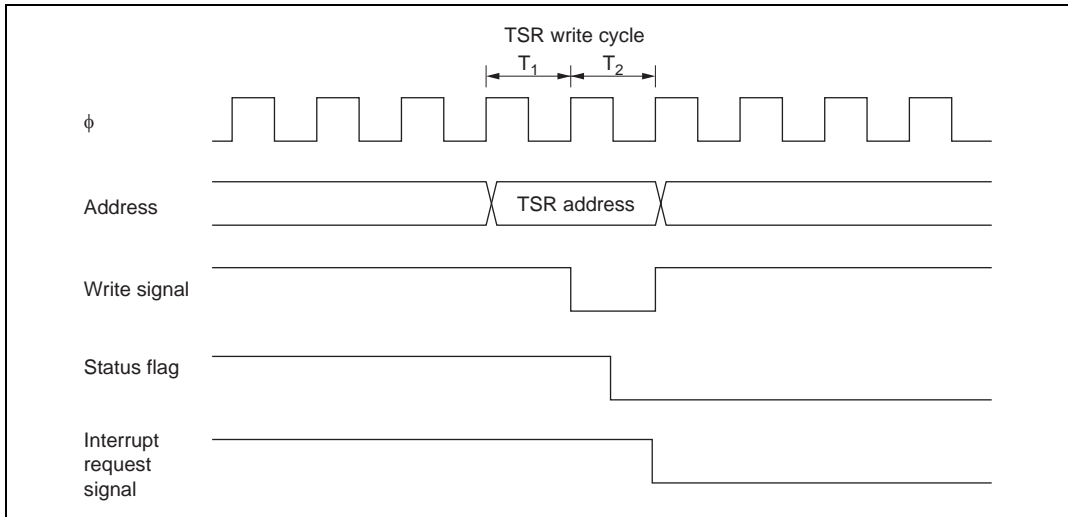 TSR write cycle
T1 T2
ϕ
Address
TSR address
Write signal
Status flag
Interrupt
request
signal